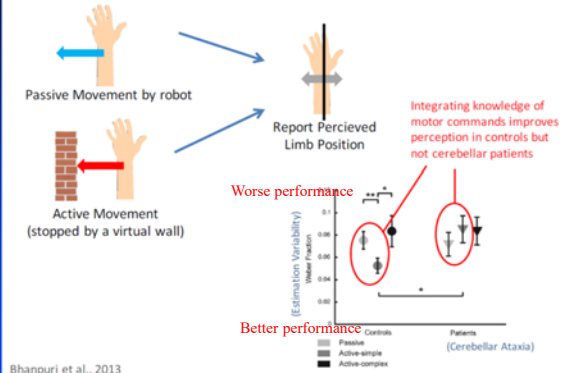 Passive Movement by robot
Active Movement
(stopped by a virtual wall)
Report Percieved
Limb Position
Integrating knowledge of
motor commands improves
perception in controls but
not cerebellar patients
Worse performance
** *
0.1
0.08
0.06
0.04
0.02
0
(Estimation Variability)
Weber Fraction
*
Better performance
Controls
Patients
(Cerebellar Ataxia)
Passive
Active-simple
Active-complex
Bhanpuri et al., 2013